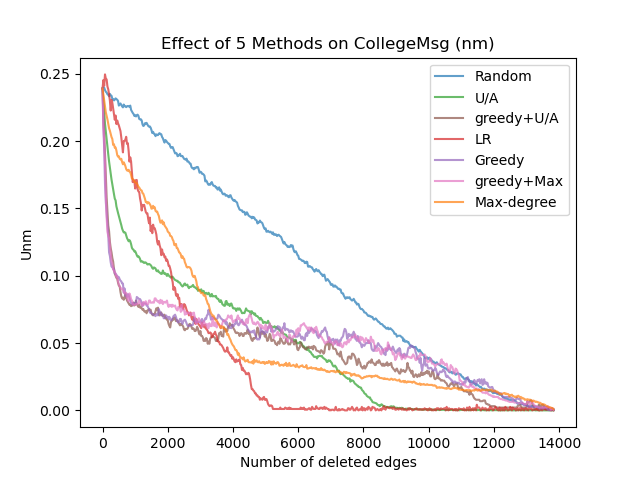 Effect of 5 Methods on CollegeMsg (nm)
0.25
0.20
0.15
0.10
0.05
0.00
Unm
Random
U/A
greedy+U/A
LR
Greedy
greedy+Max
Max-degree
0 2000 4000 6000 8000 10000 12000 14000
Number of deleted edges